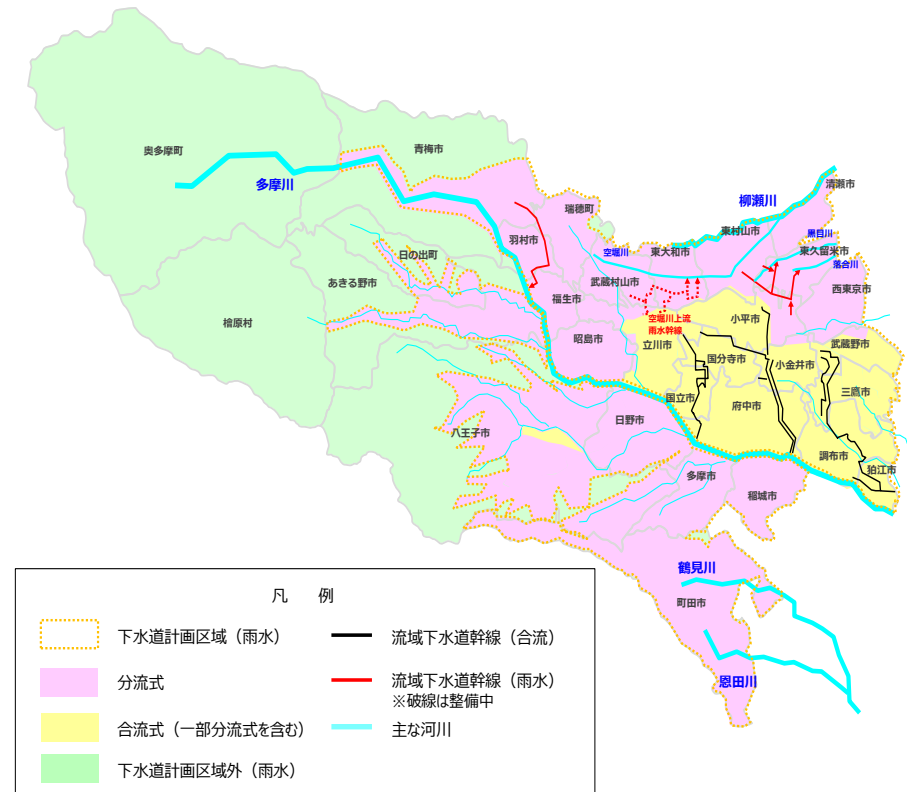 奥多摩町
青梅市
多摩川
清瀬市
柳瀬川
瑞穂町
東村山市
黒目川
羽村市
空堀川
東大和市
東久留米市
日の出町
落合川
あきる野市
武蔵村山市
西東京市
福生市
檜原村
空堀川上流
雨水幹線
小平市
昭島市
立川市
武蔵野市
国分寺市
小金井市
三鷹市
国立市
府中市
日野市
八王子市
調布市
狛江市
多摩市
稲城市
鶴見川
町田市
恩田川
凡 例
下水道計画区域（雨水）
流域下水道幹線（合流）
分流式
流域下水道幹線（雨水）
※破線は整備中
合流式（一部分流式を含む）
主な河川
下水道計画区域外（雨水）